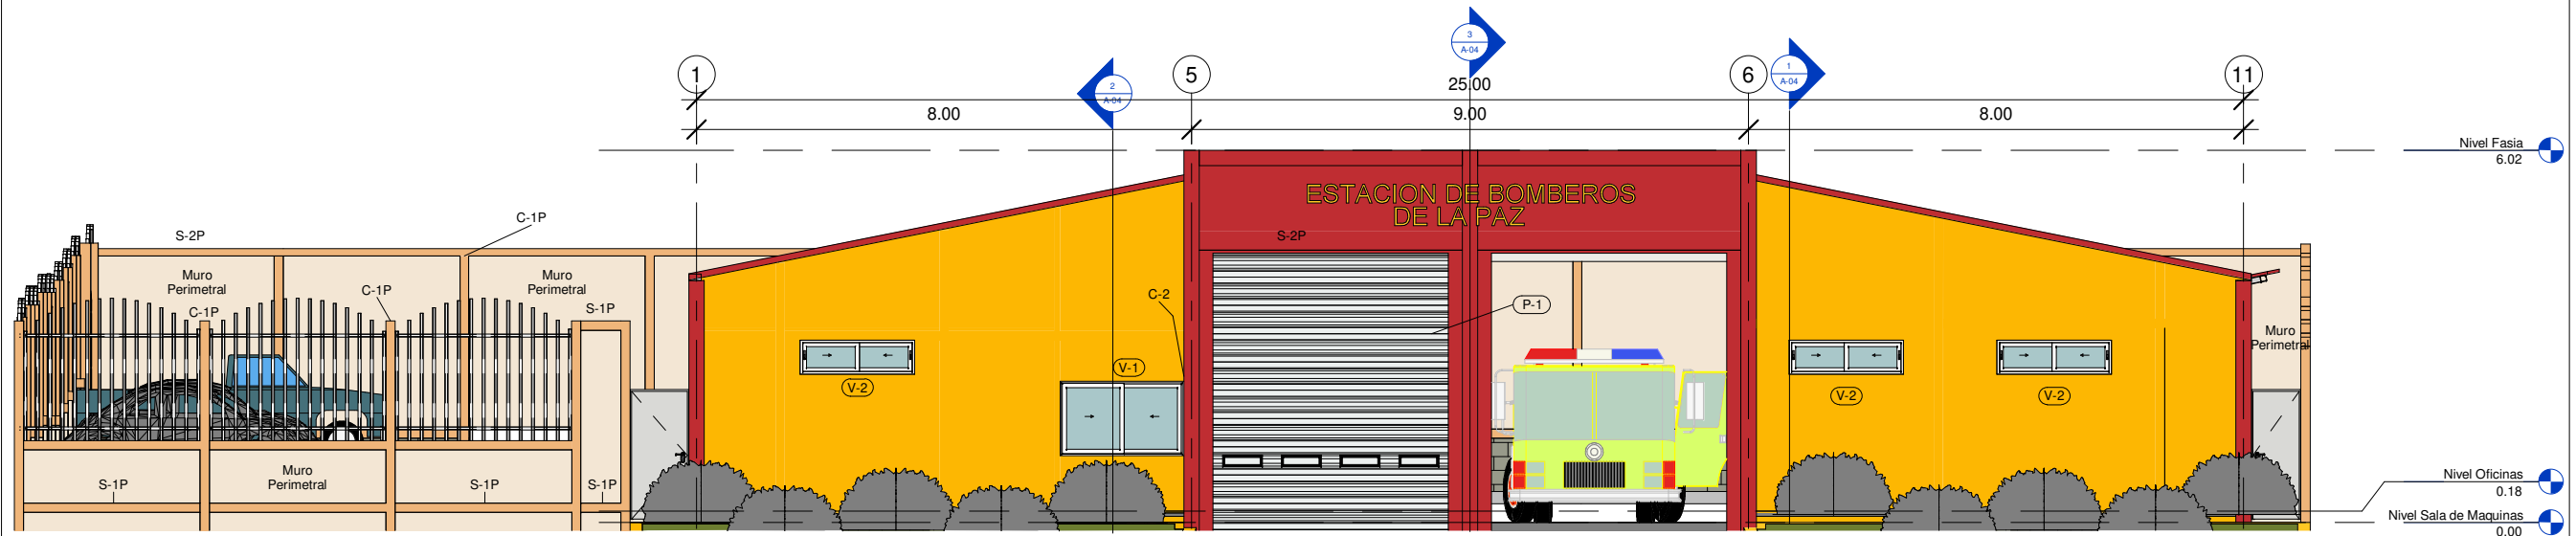 3
A-04
1
5
6
11
1
A-04
2
A-04
25.00
8.00
9.00
8.00
Nivel Fasia
6.02
ESTACION DE BOMBEROS
DE LA PAZ
S-2P
C-1P
S-2P
Muro
Perimetral
Muro
Perimetral
C-1P
C-1P
S-1P
C-2
P-1
Muro
Perimetral
V-2
V-1
V-2
V-2
S-1P
Muro
Perimetral
S-1P
S-1P
Nivel Oficinas
0.18
Nivel Sala de Maquinas
0.00